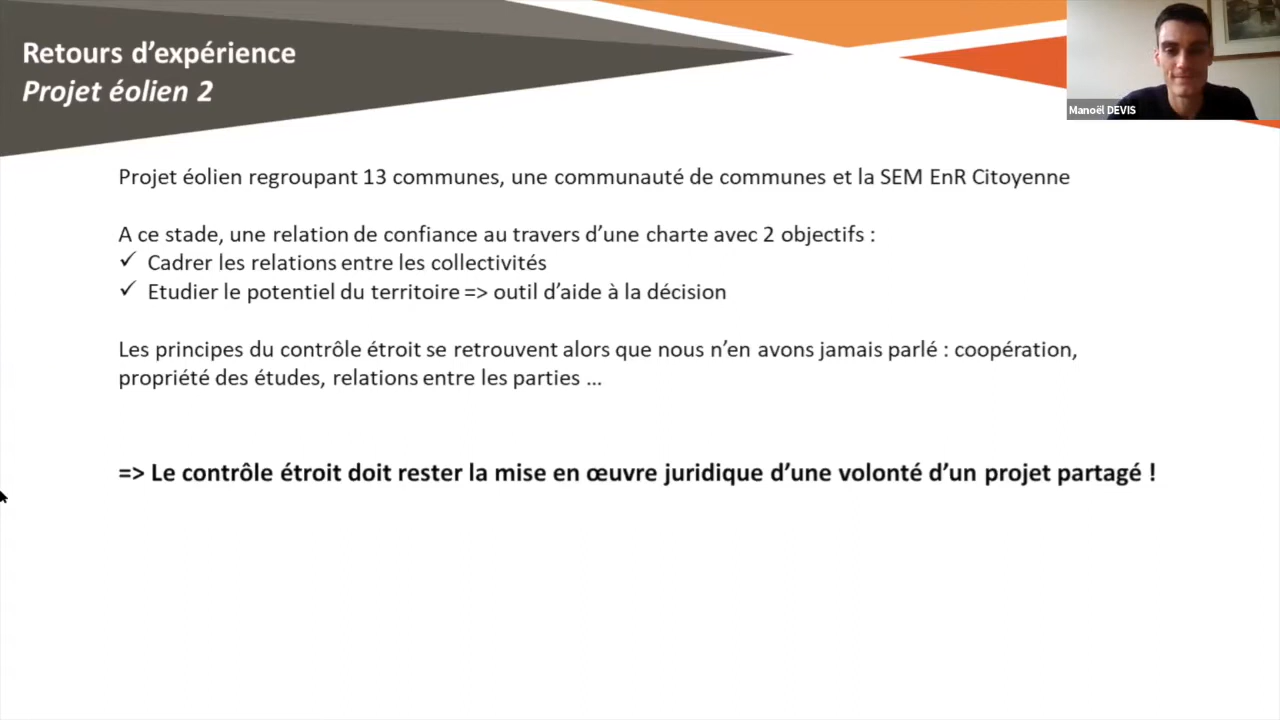 Retours d’expérience
Projet éolien 2
Manoël DEVIS
Projet éolien regroupant 13 communes, une communauté de communes et la SEM EnR Citoyenne
A ce stade, une relation de confiance au travers d’une charte avec 2 objectifs :
✓ Cadrer les relations entre les collectivités
✓ Etudier le potentiel du territoire => outil d’aide à la décision
Les principes du contrôle étroit se retrouvent alors que nous n’en avons jamais parlé : coopération,
propriété des études, relations entre les parties …
=> Le contrôle étroit doit rester la mise en œuvre juridique d’une volonté d’un projet partagé !